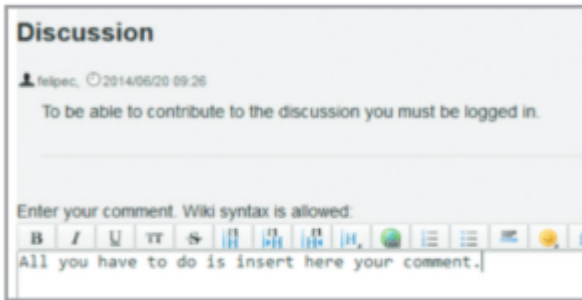 Discussion
felipec, 2014/06/20 09:26
To be able to contribute to the discussion you must be logged in.
Enter your comment. Wiki syntax is allowed:
B I U TT S H
All you have to do is insert here your comment.